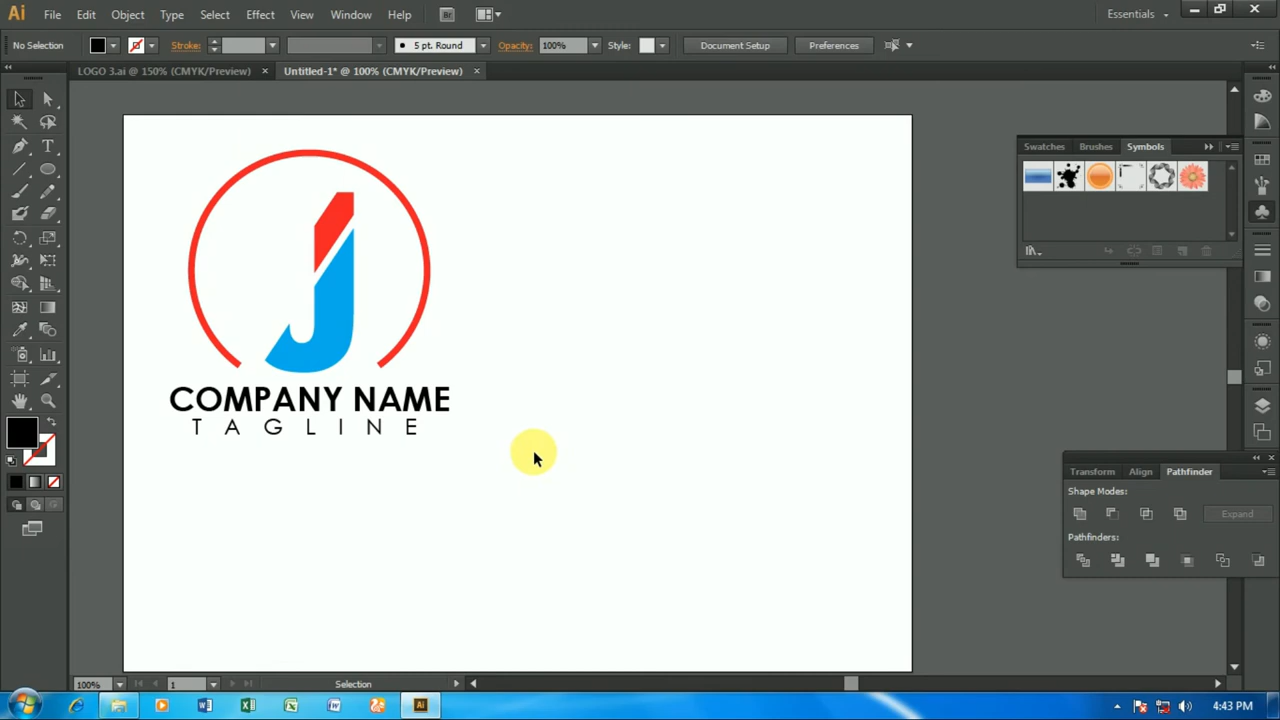 Ai File Edit Object Type Select Effect View Window Help Br Essentials
No Selection Stroke: 5 pt. Round Opacity: 100% Style: Document Setup Preferences
LOGO 3.ai @ 150% (CMYK/Preview) × Untitled-1* @ 100% (CMYK/Preview) ×
Swatches Brushes Symbols
J
COMPANY NAME
TAGLINE
Transform Align Pathfinder
Shape Modes:
Expand
Pathfinders:
100% 1 Selection
4:43 PM